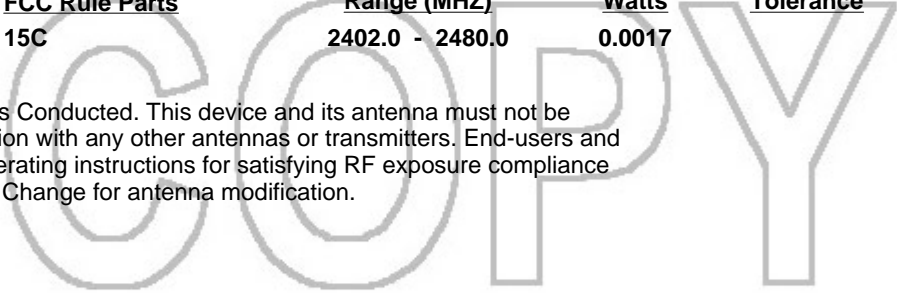 FCC Rule Parts Range (MHZ) Watts Tolerance
15C 2402.0 - 2480.0 0.0017
s Conducted. This device and its antenna must not be
ion with any other antennas or transmitters. End-users and
erating instructions for satisfying RF exposure compliance
Change for antenna modification.
COPY